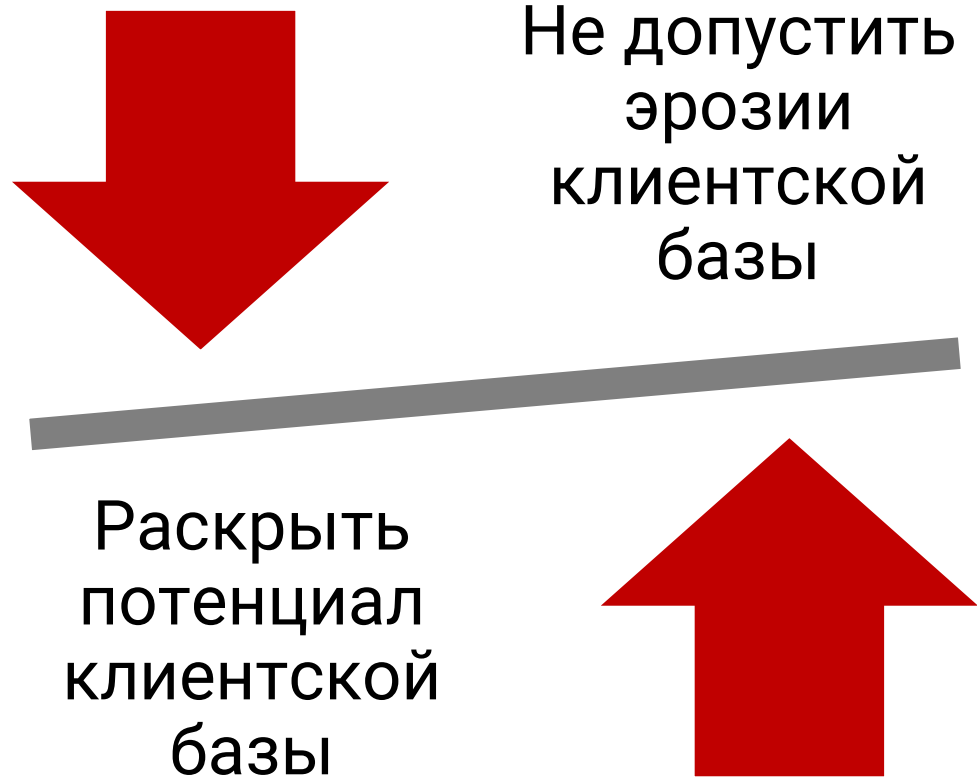 Не допустить
эрозии
клиентской
базы
Раскрыть
потенциал
клиентской
базы